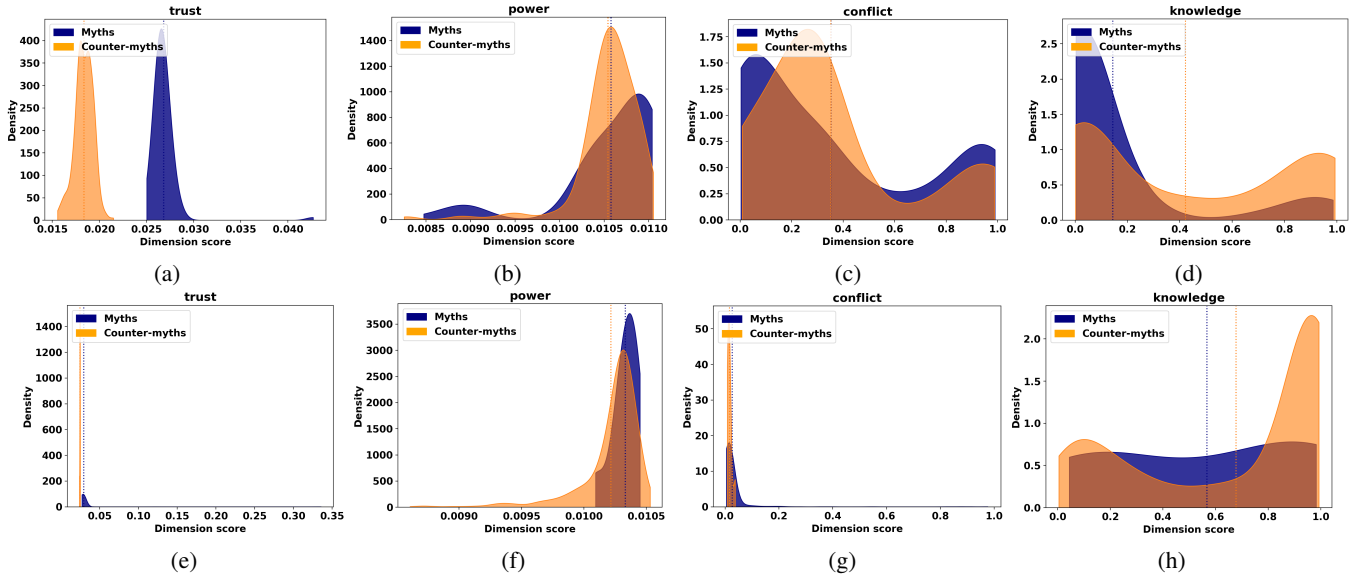 trust
Myths
Counter-myths
400
350
300
250
200
150
100
50
0
Density
0.015 0.020 0.025 0.030 0.035 0.040
Dimension score
(a)
power
Myths
Counter-myths
1400
1200
1000
800
600
400
200
0
Density
0.0085 0.0090 0.0095 0.0100 0.0105 0.0110
Dimension score
(b)
conflict
Myths
Counter-myths
1.75
1.50
1.25
1.00
0.75
0.50
0.25
0.00
Density
0.0 0.2 0.4 0.6 0.8 1.0
Dimension score
(c)
knowledge
Myths
Counter-myths
2.5
2.0
1.5
1.0
0.5
0.0
Density
0.0 0.2 0.4 0.6 0.8 1.0
Dimension score
(d)
trust
Myths
Counter-myths
1400
1200
1000
800
600
400
200
0
Density
0.05 0.10 0.15 0.20 0.25 0.30 0.35
Dimension score
(e)
power
Myths
Counter-myths
3500
3000
2500
2000
1500
1000
500
0
Density
0.0090 0.0095 0.0100 0.0105
Dimension score
(f)
conflict
Myths
Counter-myths
50
40
30
20
10
0
Density
0.0 0.2 0.4 0.6 0.8 1.0
Dimension score
(g)
knowledge
Myths
Counter-myths
2.0
1.5
1.0
0.5
0.0
Density
0.0 0.2 0.4 0.6 0.8 1.0
Dimension score
(h)